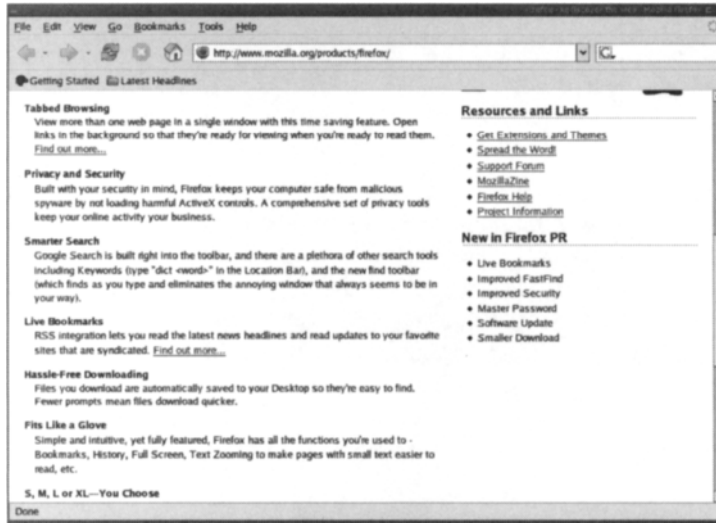 File Edit View Go Bookmarks Tools Help
http://www.mozilla.org/products/firefox/
G,
Getting Started Latest Headlines
Tabbed Browsing
View more than one web page in a single window with this time saving feature. Open
links in the background so that they're ready for viewing when you're ready to read them.
Find out more...
Privacy and Security
Built with your security in mind, Firefox keeps your computer safe from malicious
spyware by not loading harmful ActiveX controls. A comprehensive set of privacy tools
keep your online activity your business.
Smarter Search
Google Search is built right into the toolbar, and there are a plethora of other search tools
including Keywords (type "dict <word>" in the Location Bar), and the new find toolbar
(which finds as you type and eliminates the annoying window that always seems to be in
your way).
Live Bookmarks
RSS integration lets you read the latest news headlines and read updates to your favorite
sites that are syndicated. Find out more...
Hassle-Free Downloading
Files you download are automatically saved to your Desktop so they're easy to find.
Fewer prompts mean files download quicker.
Fits Like a Glove
Simple and intuitive, yet fully featured, Firefox has all the functions you're used to -
Bookmarks, History, Full Screen, Text Zooming to make pages with small text easier to
read, etc.
S, M, L or XL—You Choose
Resources and Links
Get Extensions and Themes
Spread the Word!
Support Forum
MozillaZine
Firefox Help
Project Information
New in Firefox PR
Live Bookmarks
Improved FastFind
Improved Security
Master Password
Software Update
Smaller Download
Done